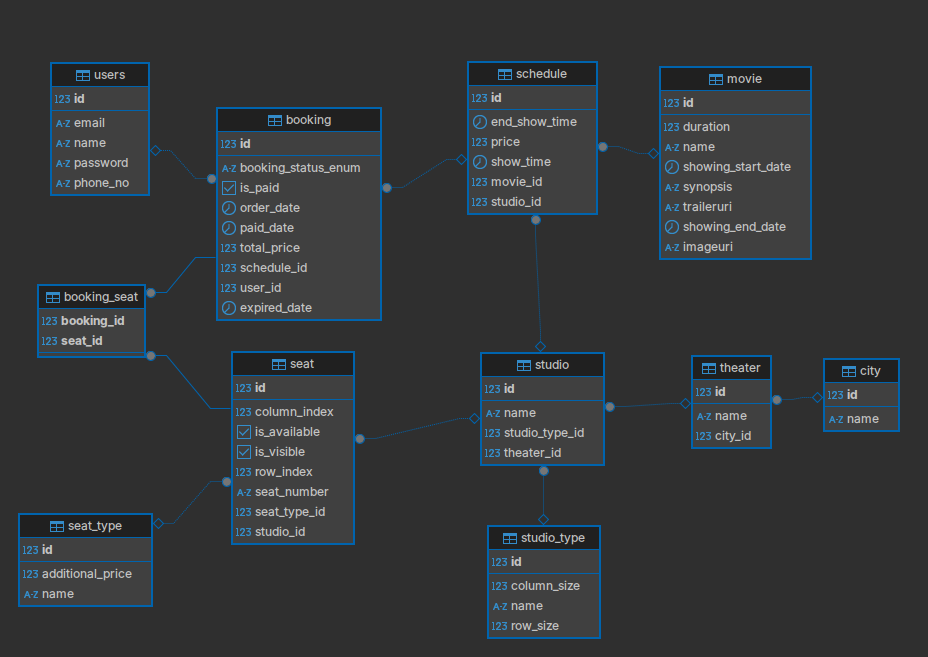 users
123 id
A-Z email
A-Z name
A-Z password
A-Z phone_no
booking
123 id
A-Z booking_status_enum
is_paid
order_date
paid_date
123 total_price
123 schedule_id
123 user_id
expired_date
schedule
123 id
end_show_time
123 price
show_time
123 movie_id
123 studio_id
movie
123 id
123 duration
A-Z name
showing_start_date
A-Z synopsis
A-Z traileruri
showing_end_date
A-Z imageuri
booking_seat
123 booking_id
123 seat_id
seat
123 id
123 column_index
is_available
is_visible
123 row_index
A-Z seat_number
123 seat_type_id
123 studio_id
studio
123 id
A-Z name
123 studio_type_id
123 theater_id
theater
123 id
A-Z name
123 city_id
city
123 id
A-Z name
seat_type
123 id
123 additional_price
A-Z name
studio_type
123 id
123 column_size
A-Z name
123 row_size